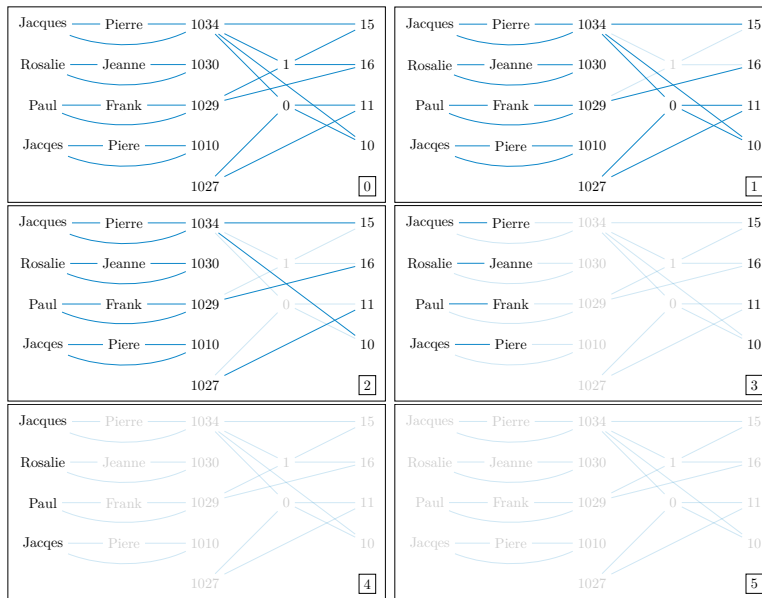 Jacques Pierre 1034 15
Rosalie Jeanne 1030 1 16
Paul Frank 1029 0 11
Jacqes Piere 1010 10
1027 0
Jacques Pierre 1034 15
Rosalie Jeanne 1030 1 16
Paul Frank 1029 0 11
Jacqes Piere 1010 10
1027 1
Jacques Pierre 1034 15
Rosalie Jeanne 1030 1 16
Paul Frank 1029 0 11
Jacqes Piere 1010 10
1027 2
Jacques Pierre 1034 15
Rosalie Jeanne 1030 1 16
Paul Frank 1029 0 11
Jacqes Piere 1010 10
1027 3
Jacques Pierre 1034 15
Rosalie Jeanne 1030 1 16
Paul Frank 1029 0 11
Jacqes Piere 1010 10
1027 4
Jacques Pierre 1034 15
Rosalie Jeanne 1030 1 16
Paul Frank 1029 0 11
Jacqes Piere 1010 10
1027 5